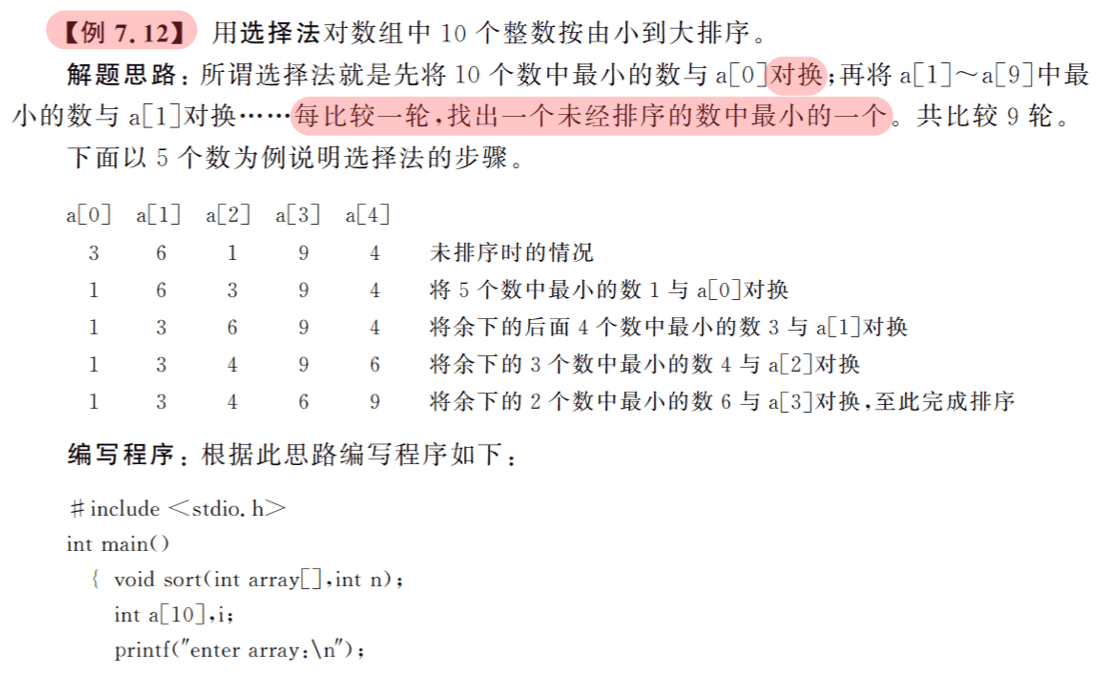 【例 7.12】 用选择法对数组中 10 个整数按由小到大排序。
解题思路：所谓选择法就是先将 10 个数中最小的数与 a[0]对换；再将 a[1]～a[9]中最
小的数与 a[1]对换……每比较一轮，找出一个未经排序的数中最小的一个。共比较 9 轮。
下面以 5 个数为例说明选择法的步骤。
a[0] a[1] a[2] a[3] a[4]
3 6 1 9 4 未排序时的情况
1 6 3 9 4 将 5 个数中最小的数 1 与 a[0]对换
1 3 6 9 4 将余下的后面 4 个数中最小的数 3 与 a[1]对换
1 3 4 9 6 将余下的 3 个数中最小的数 4 与 a[2]对换
1 3 4 6 9 将余下的 2 个数中最小的数 6 与 a[3]对换，至此完成排序
编写程序：根据此思路编写程序如下：
#include <stdio.h>
int main()
{ void sort(int array[],int n);
int a[10],i;
printf("enter array:\n");